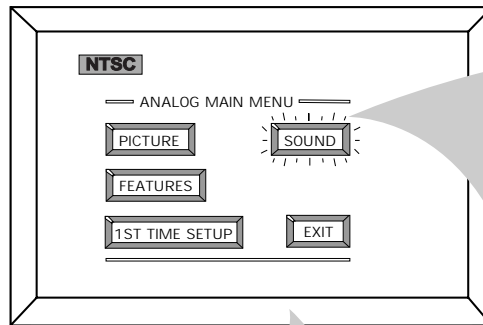 NTSC
ANALOG MAIN MENU
PICTURE
SOUND
FEATURES
1ST TIME SETUP
EXIT